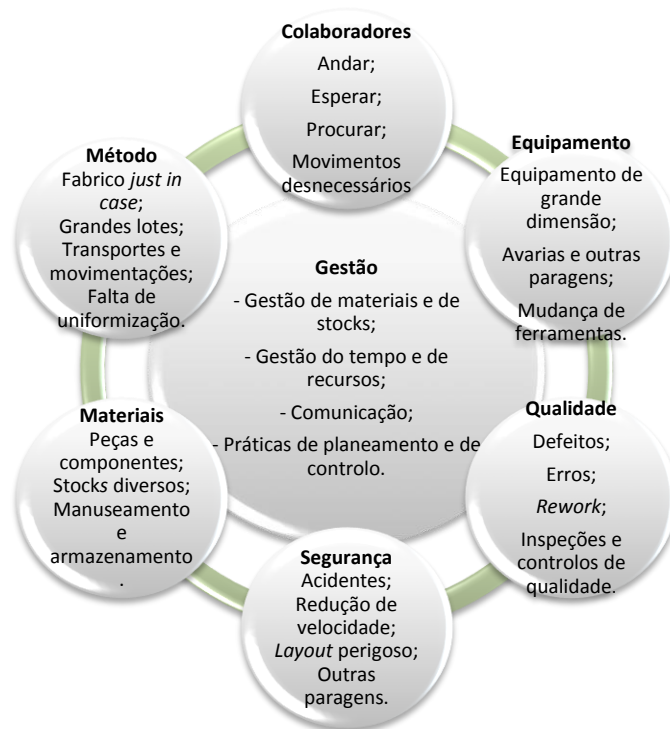 Colaboradores
Andar;
Esperar;
Procurar;
Movimentos
desnecessários
Equipamento
Equipamento de
grande
dimensão;
Avarias e outras
paragens;
Mudança de
ferramentas.
Qualidade
Defeitos;
Erros;
Rework;
Inspeções e
controlos de
qualidade.
Segurança
Acidentes;
Redução de
velocidade;
Layout perigoso;
Outras
paragens.
Materiais
Peças e
componentes;
Stocks diversos;
Manuseamento
e
armazenamento
.
Método
Fabrico just in
case;
Grandes lotes;
Transportes e
movimentações;
Falta de
uniformização.
Gestão
- Gestão de materiais e de
stocks;
- Gestão do tempo e de
recursos;
- Comunicação;
- Práticas de planeamento e de
controlo.